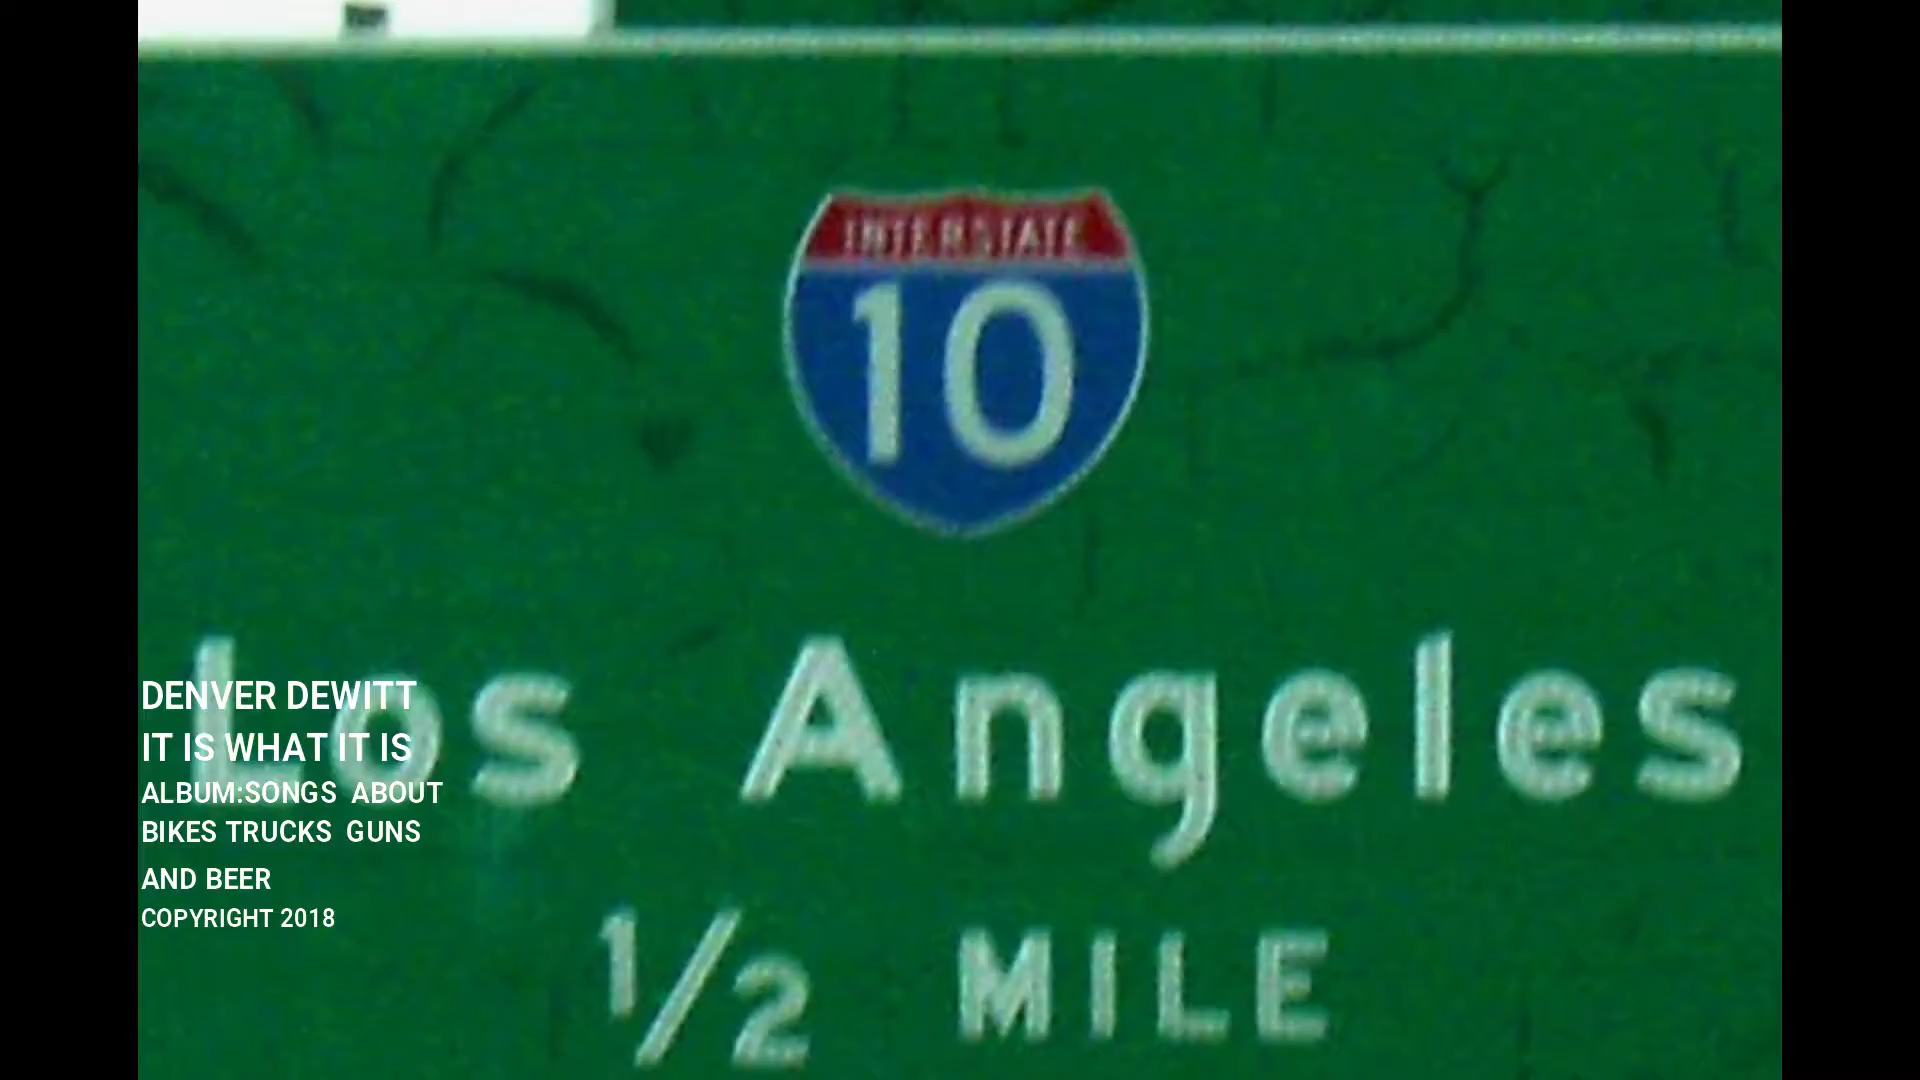 INTERSTATE
10
Los Angeles
DENVER DEWITT
IT IS WHAT IT IS
ALBUM:SONGS ABOUT
BIKES TRUCKS GUNS
AND BEER
COPYRIGHT 2018
1/2 MILE